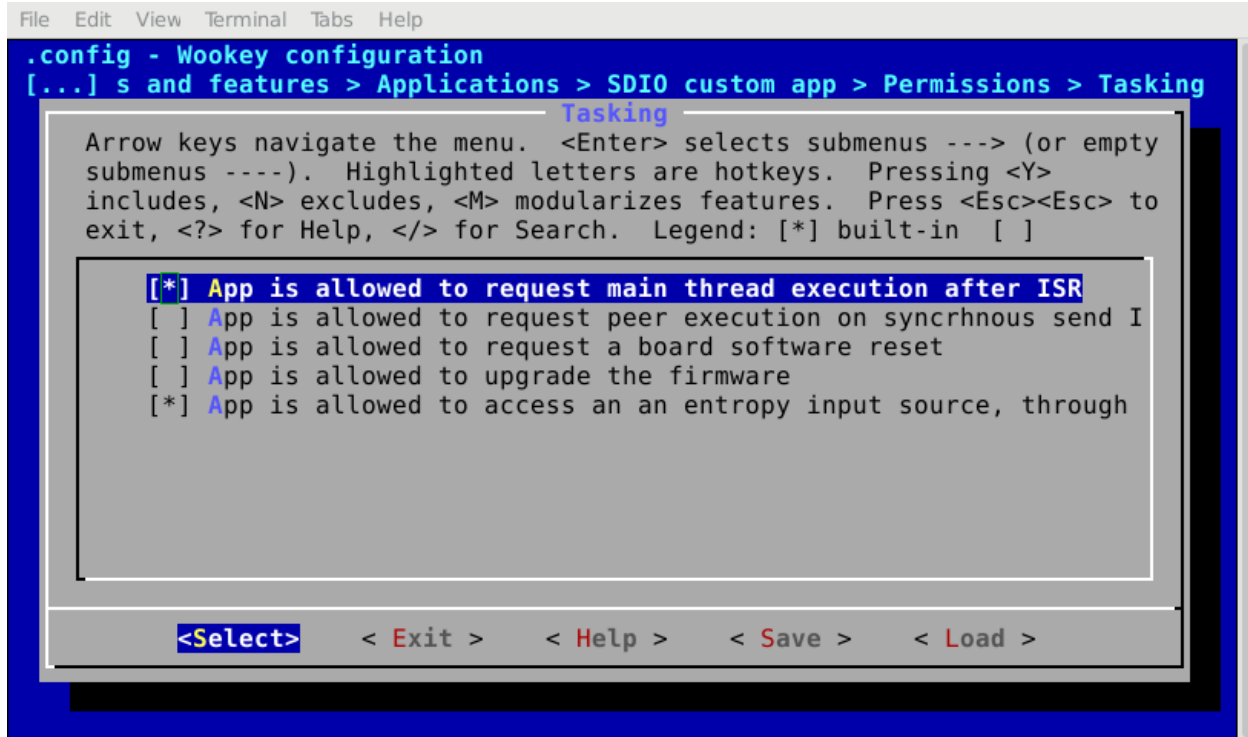 File Edit View Terminal Tabs Help
.config - Wookey configuration
[...] s and features > Applications > SDIO custom app > Permissions > Tasking
Tasking
Arrow keys navigate the menu. <Enter> selects submenus ---> (or empty
submenus ----). Highlighted letters are hotkeys. Pressing <Y>
includes, <N> excludes, <M> modularizes features. Press <Esc><Esc> to
exit, <?> for Help, </> for Search. Legend: [*] built-in [ ]
[*] App is allowed to request main thread execution after ISR
[ ] App is allowed to request peer execution on syncrhnous send I
[ ] App is allowed to request a board software reset
[ ] App is allowed to upgrade the firmware
[*] App is allowed to access an an entropy input source, through
<Select> < Exit > < Help > < Save > < Load >